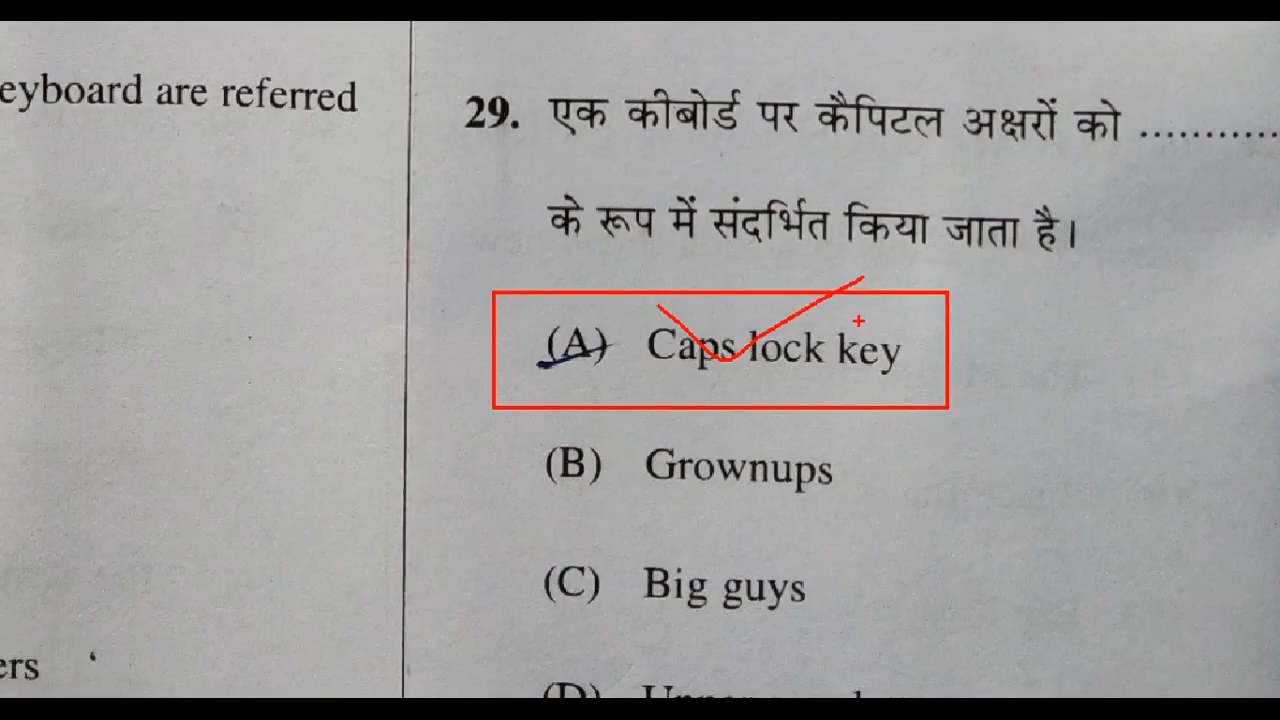 eyboard are referred
ers
29. एक कीबोर्ड पर कैपिटल अक्षरों को ...........
के रूप में संदर्भित किया जाता है।
(A) Caps lock key
(B) Grownups
(C) Big guys
(D)